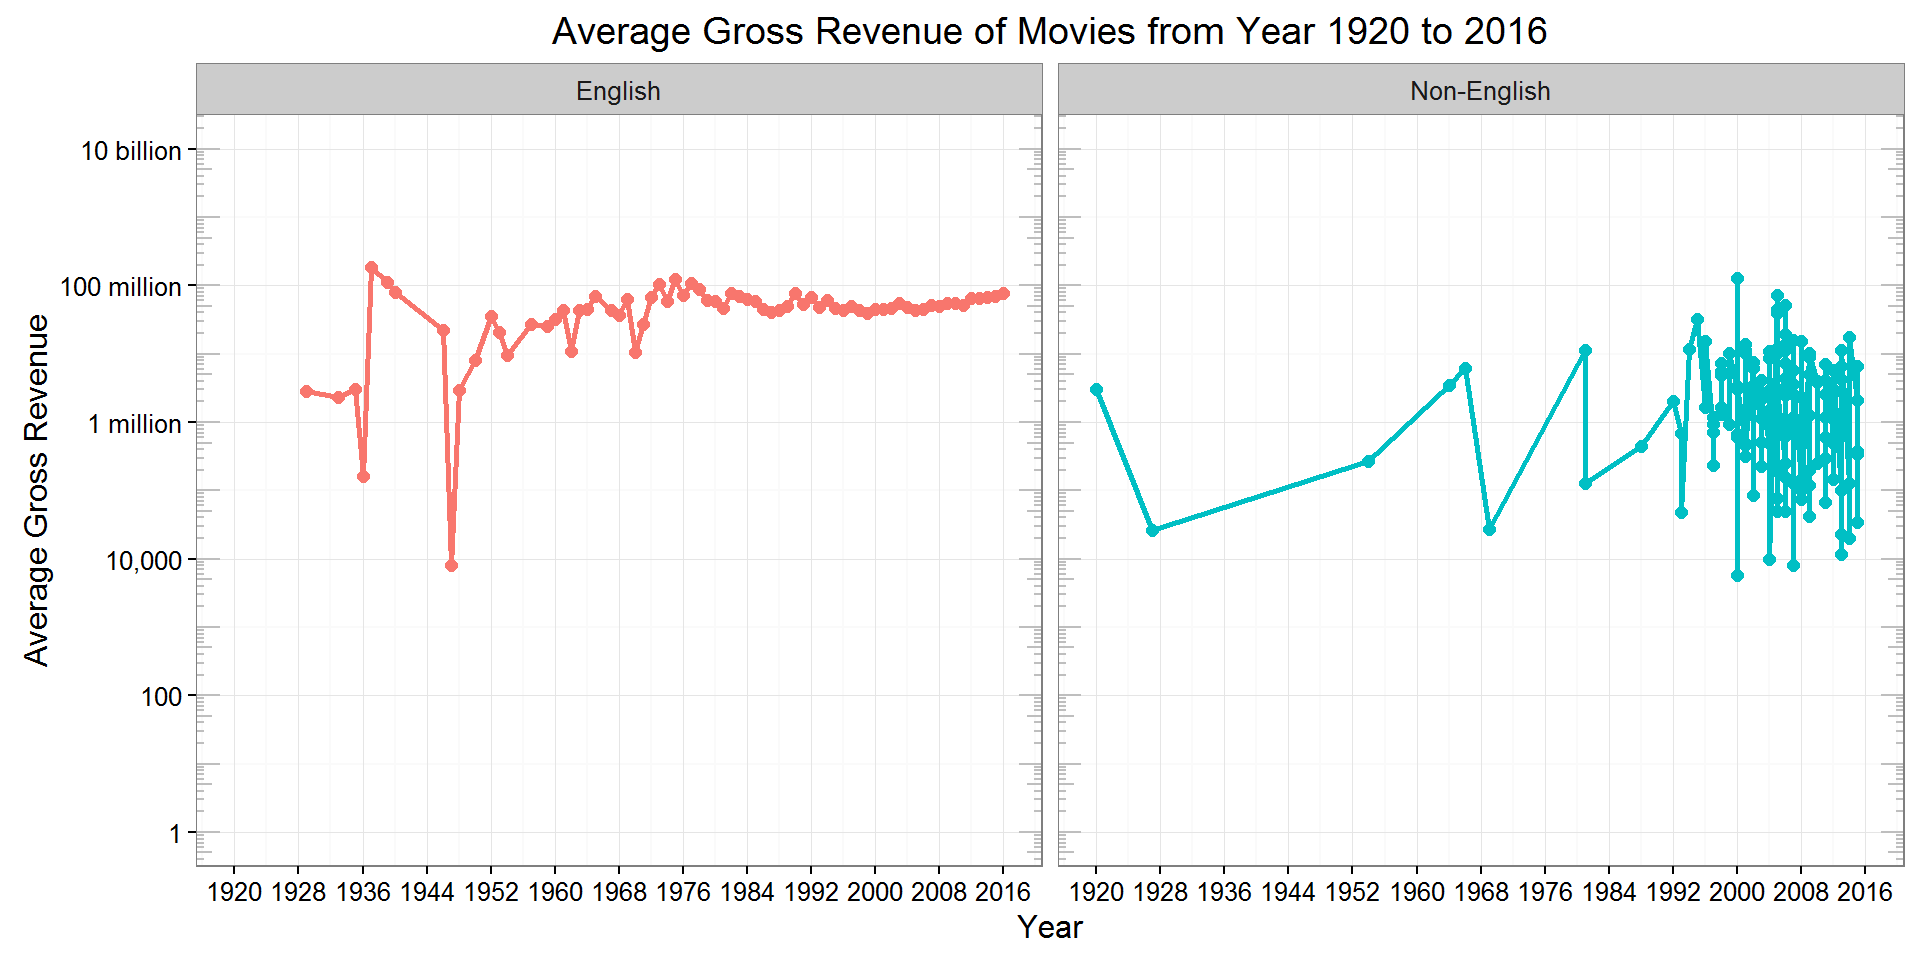 Average Gross Revenue of Movies from Year 1920 to 2016
English
Non-English
Average Gross Revenue
10 billion
100 million
1 million
10,000
100
1
1920 1928 1936 1944 1952 1960 1968 1976 1984 1992 2000 2008 2016
1920 1928 1936 1944 1952 1960 1968 1976 1984 1992 2000 2008 2016
Year